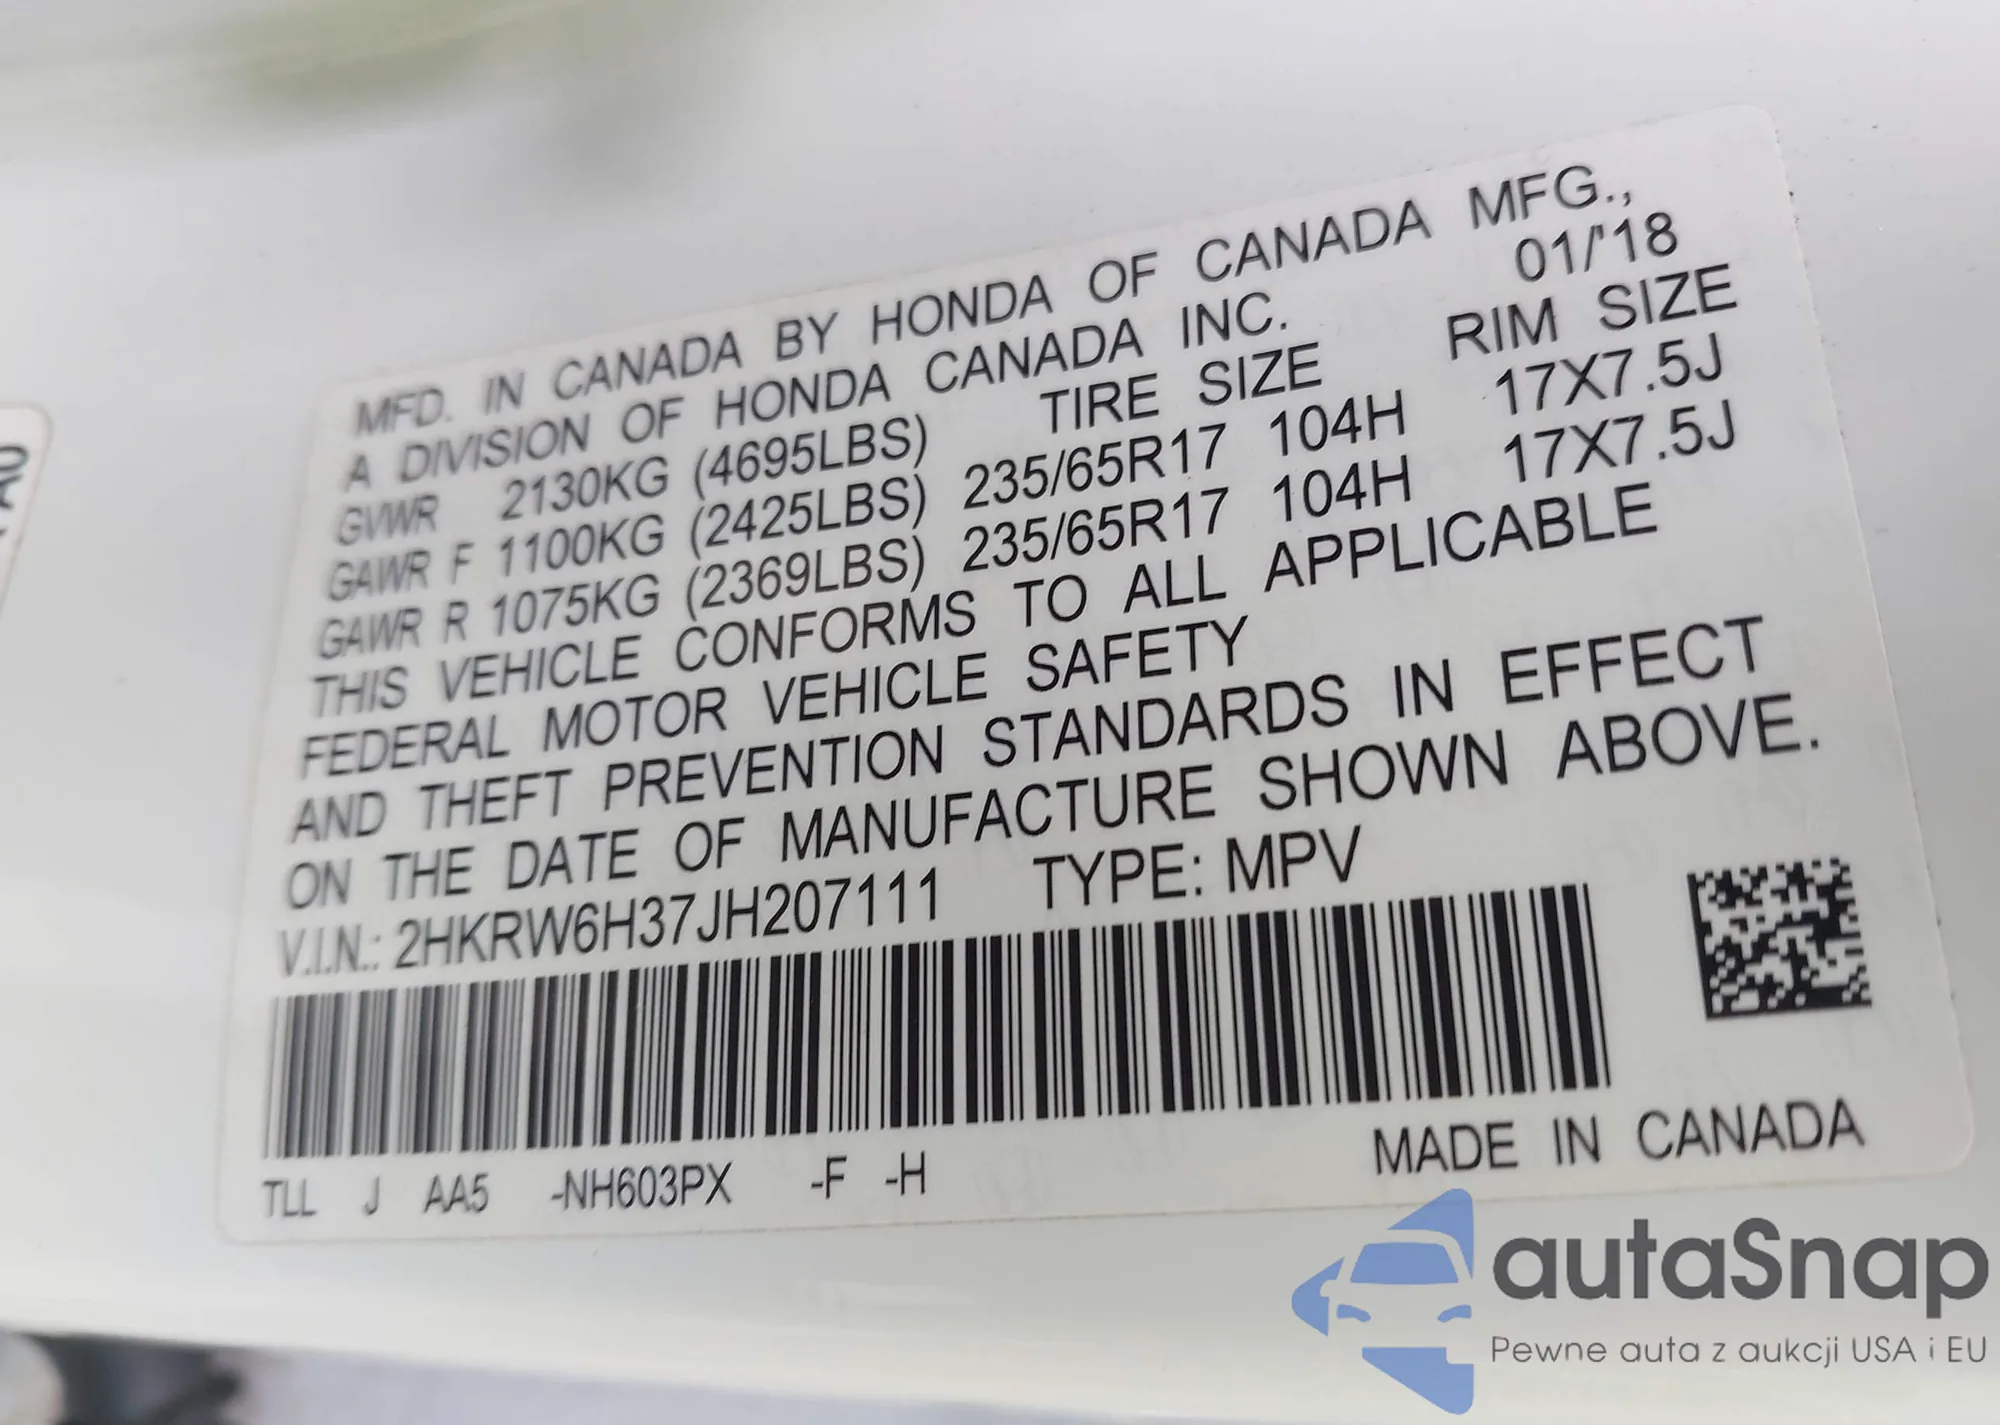 MFD. IN CANADA BY HONDA OF CANADA MFG.,
A DIVISION OF HONDA CANADA INC. 01/'18
GVWR 2130KG (4695LBS) TIRE SIZE RIM SIZE
GAWR F 1100KG (2425LBS) 235/65R17 104H 17X7.5J
GAWR R 1075KG (2369LBS) 235/65R17 104H 17X7.5J
THIS VEHICLE CONFORMS TO ALL APPLICABLE
FEDERAL MOTOR VEHICLE SAFETY
AND THEFT PREVENTION STANDARDS IN EFFECT
ON THE DATE OF MANUFACTURE SHOWN ABOVE.
V.I.N.: 2HKRW6H37JH207111 TYPE: MPV
TLL J AA5 -NH603PX -F -H MADE IN CANADA
autaSnap
Pewne auta z aukcji USA i EU